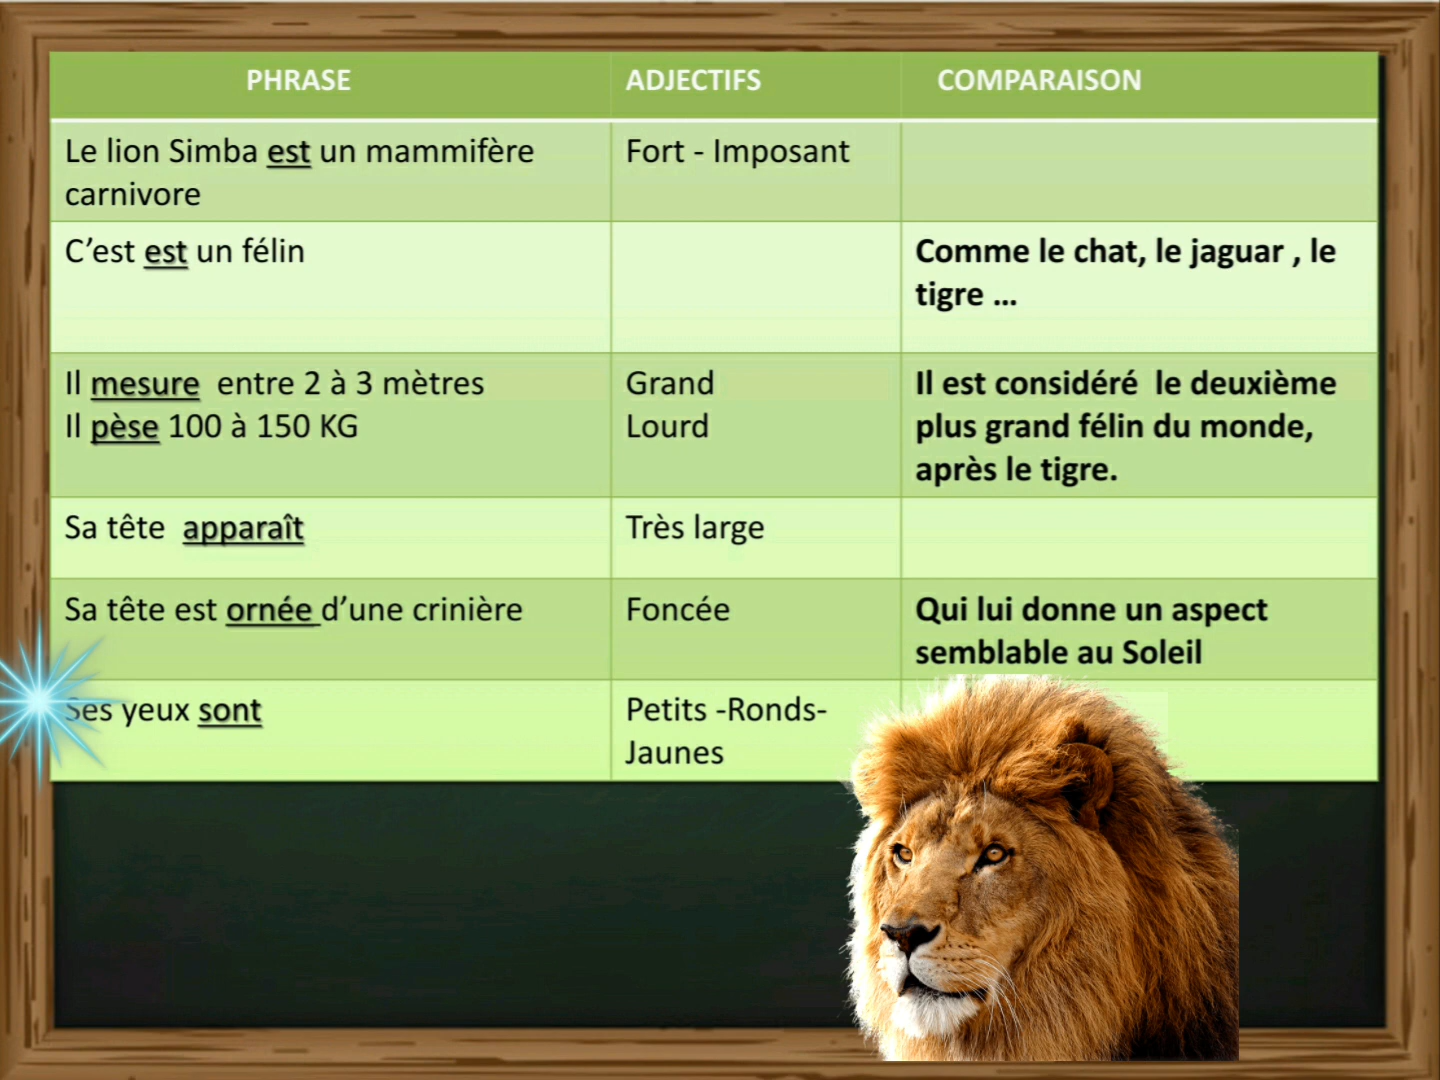 PHRASE ADJECTIFS COMPARAISON
Le lion Simba est un mammifère
carnivore
Fort - Imposant
C’est est un félin
Comme le chat, le jaguar , le
tigre ...
Il mesure entre 2 à 3 mètres
Il pèse 100 à 150 KG
Grand
Lourd
Il est considéré le deuxième
plus grand félin du monde,
après le tigre.
Sa tête apparaît
Très large
Sa tête est ornée d’une crinière
Foncée
Qui lui donne un aspect
semblable au Soleil
Ses yeux sont
Petits -Ronds-
Jaunes